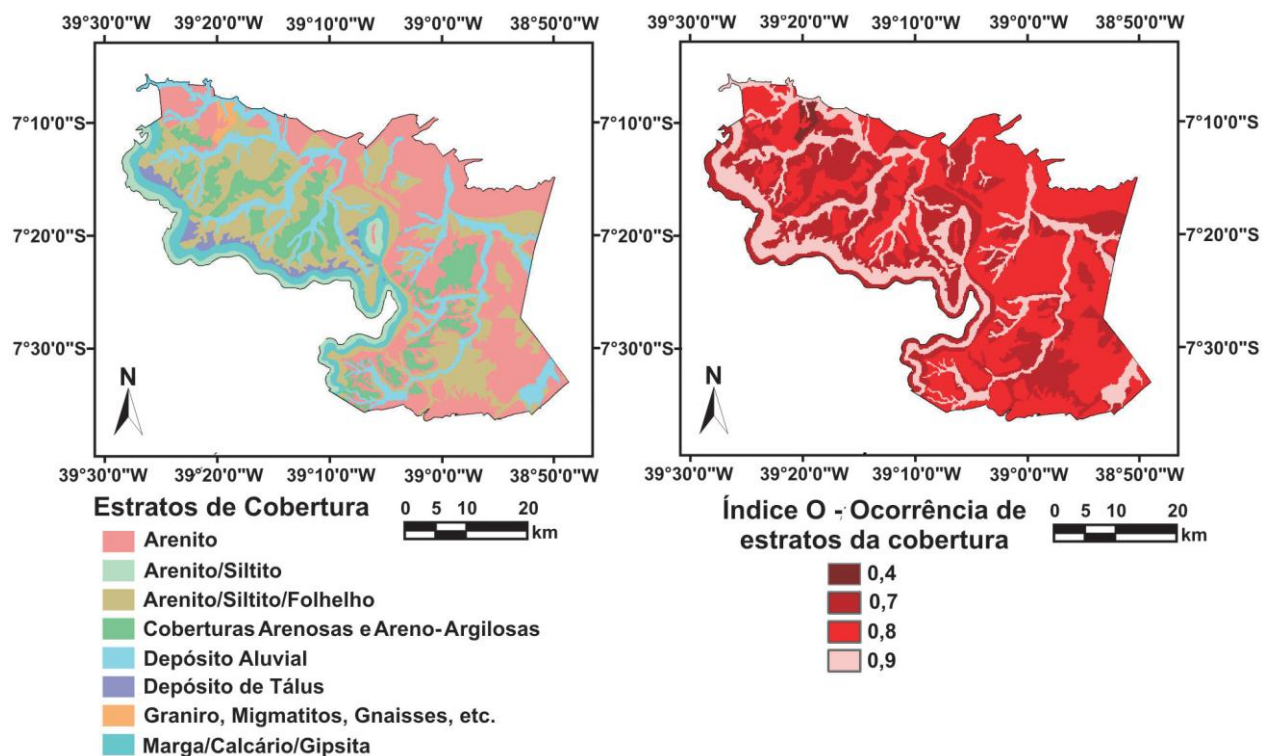 39°30'0"W 39°20'0"W 39°10'0"W 39°0'0"W 38°50'0"W
7°10'0"S
7°20'0"S
7°30'0"S
N
39°30'0"W 39°20'0"W 39°10'0"W 39°0'0"W 38°50'0"W
Estratos de Cobertura
0 5 10 20
km
Arenito
Arenito/Siltito
Arenito/Siltito/Folhelho
Coberturas Arenosas e Areno-Argilosas
Depósito Aluvial
Depósito de Tálus
Graniro, Migmatitos, Gnaisses, etc.
Marga/Calcário/Gipsita
39°30'0"W 39°20'0"W 39°10'0"W 39°0'0"W 38°50'0"W
7°10'0"S 7°10'0"S
7°20'0"S 7°20'0"S
7°30'0"S 7°30'0"S
N
39°30'0"W 39°20'0"W 39°10'0"W 39°0'0"W 38°50'0"W
Índice O - Ocorrência de
estratos da cobertura
0 5 10 20
km
0,4
0,7
0,8
0,9